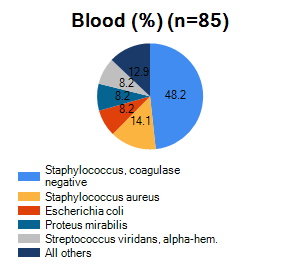 Blood (%) (n=85)
12.9
8.2
48.2
8.2
8.2
14.1
Staphylococcus, coagulase
negative
Staphylococcus aureus
Escherichia coli
Proteus mirabilis
Streptococcus viridans, alpha-hem.
All others